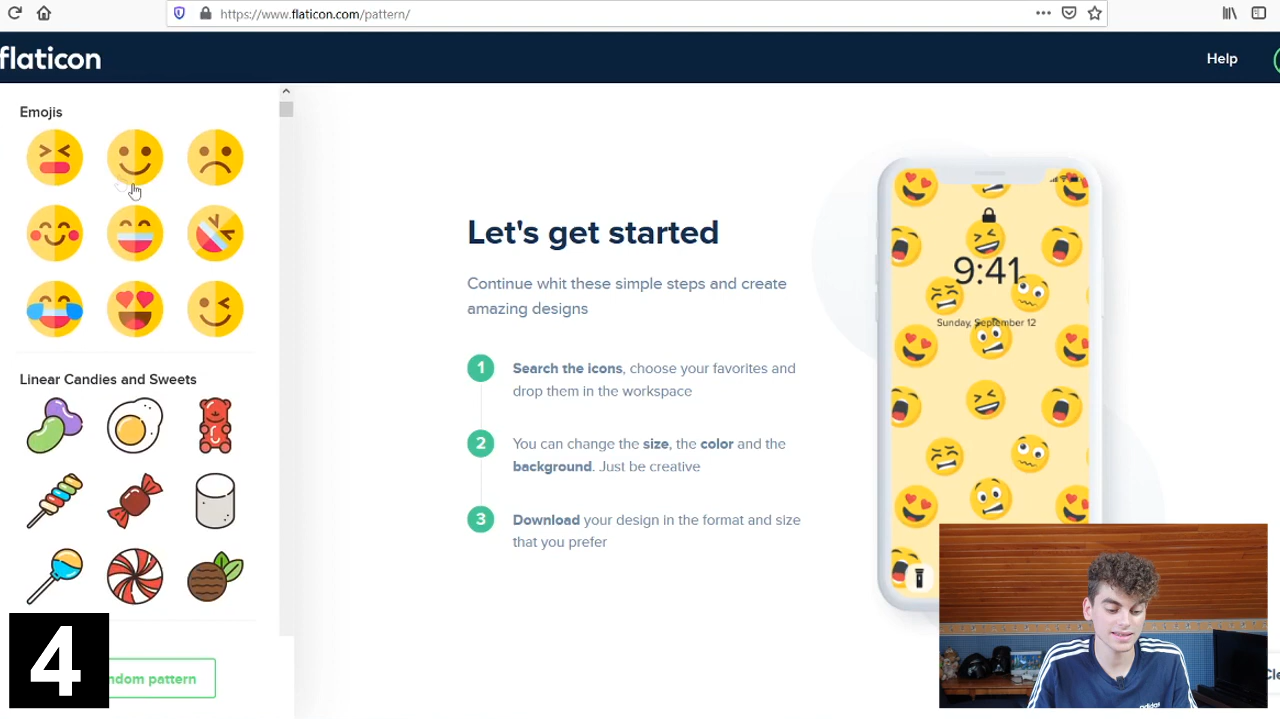 https://www.flaticon.com/pattern/
flaticon
Help
Emojis
Linear Candies and Sweets
Let's get started
Continue whit these simple steps and create
amazing designs
1
Search the icons, choose your favorites and
drop them in the workspace
2
You can change the size, the color and the
background. Just be creative
3
Download your design in the format and size
that you prefer
9:41
Sunday, September 12
4
ndom pattern
Cle
adidas